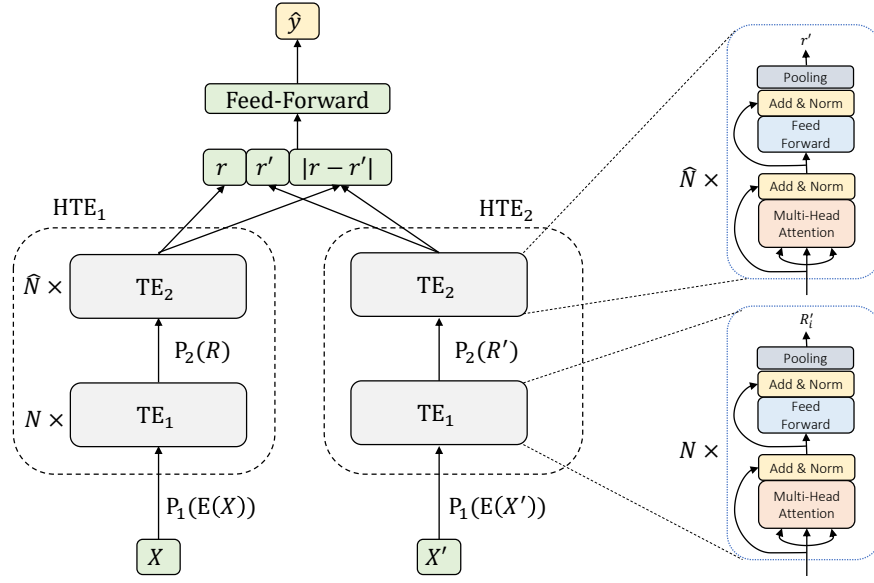 ŷ
Feed-Forward
r r′ |r − r′|
HTE₁
HTE₂
N̂ ×
TE₂
TE₂
P₂(R)
P₂(R′)
N ×
TE₁
TE₁
P₁(E(X))
P₁(E(X′))
X
X′
r′
Pooling
Add & Norm
Feed
Forward
N̂ ×
Add & Norm
Multi-Head
Attention
R′ᵢ
Pooling
Add & Norm
Feed
Forward
N ×
Add & Norm
Multi-Head
Attention